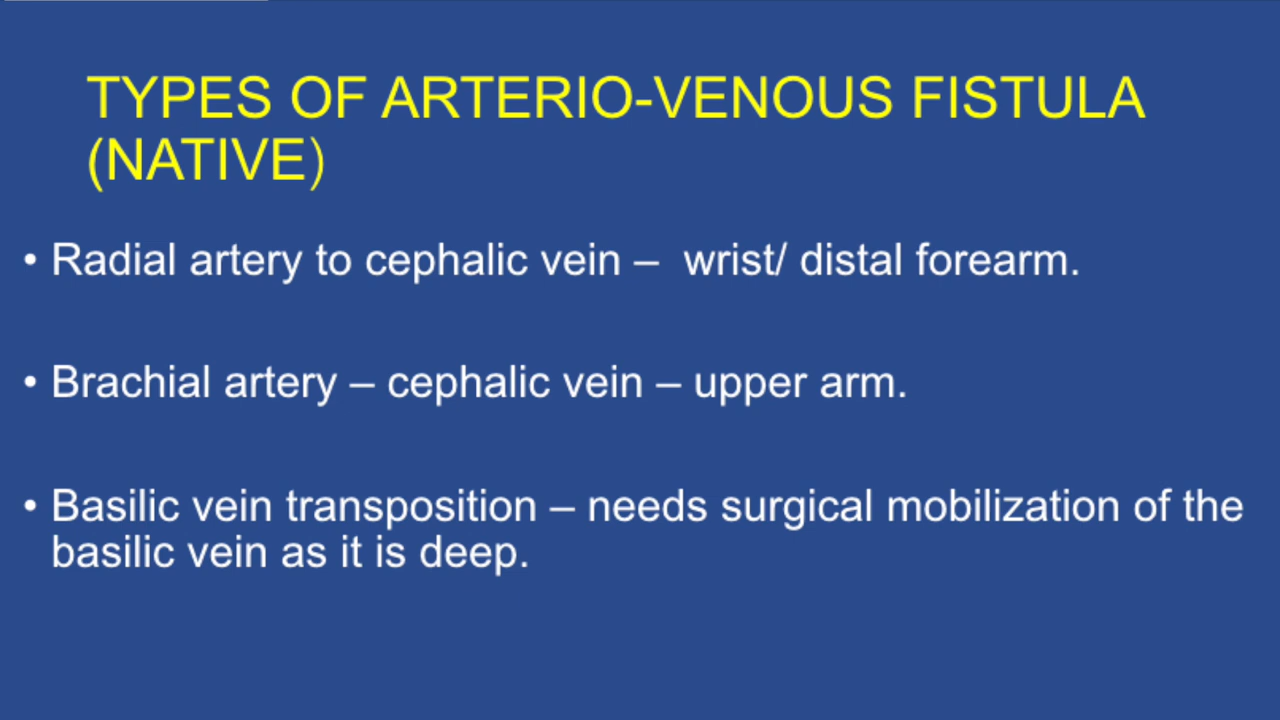 TYPES OF ARTERIO-VENOUS FISTULA
(NATIVE)
• Radial artery to cephalic vein –  wrist/ distal forearm.
• Brachial artery – cephalic vein – upper arm.
• Basilic vein transposition – needs surgical mobilization of the
basilic vein as it is deep.